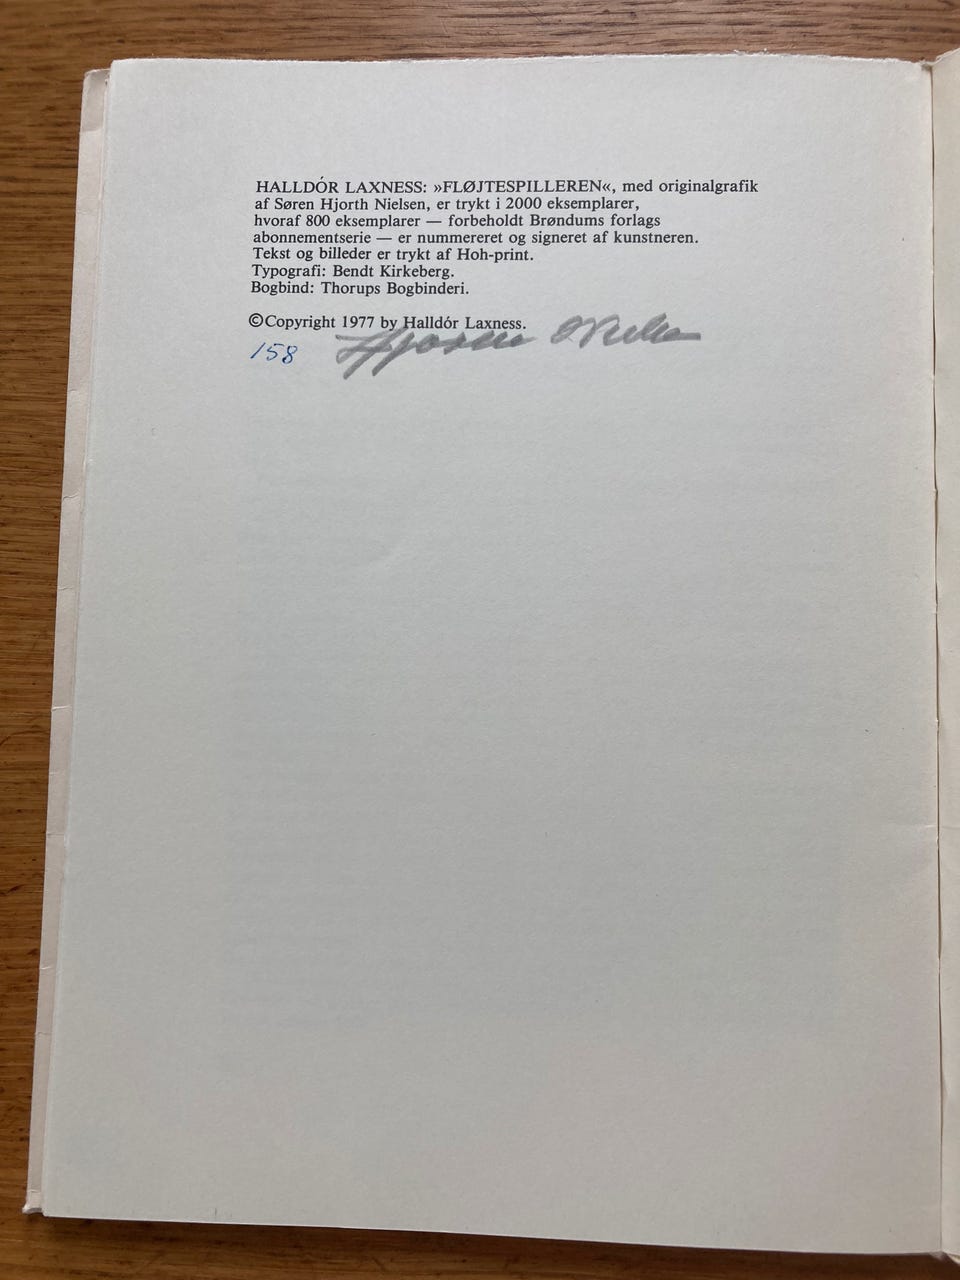 HALLDÓR LAXNESS: »FLØJTESPILLEREN«, med originalgrafik
af Søren Hjorth Nielsen, er trykt i 2000 eksemplarer,
hvoraf 800 eksemplarer — forbeholdt Brøndums forlags
abonnementserie — er nummereret og signeret af kunstneren.
Tekst og billeder er trykt af Hoh-print.
Typografi: Bendt Kirkeberg.
Bogbind: Thorups Bogbinderi.
©Copyright 1977 by Halldór Laxness.
158 Hjorth